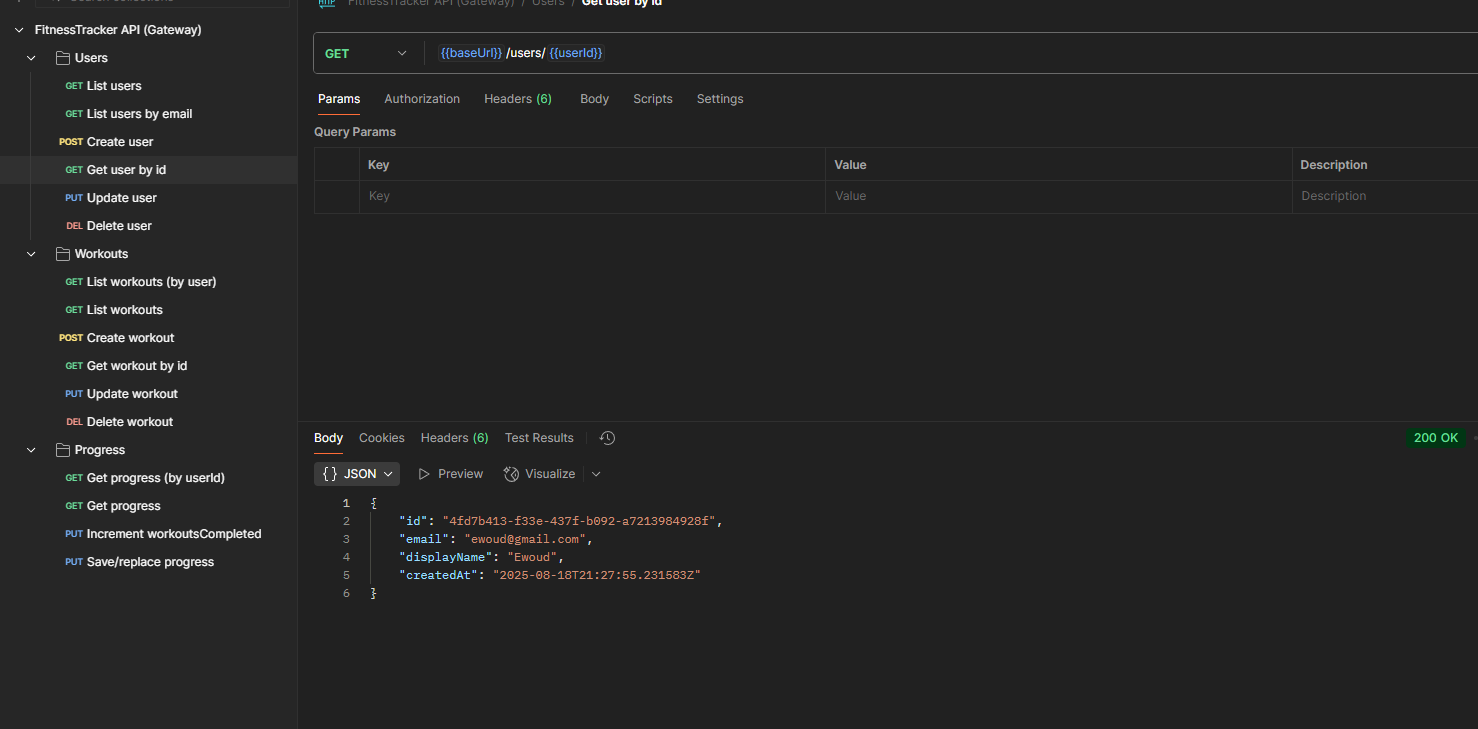 FitnessTracker API (Gateway) / Users / Get user by id
FitnessTracker API (Gateway)
Users
GET List users
GET List users by email
POST Create user
GET Get user by id
PUT Update user
DEL Delete user
Workouts
GET List workouts (by user)
GET List workouts
POST Create workout
GET Get workout by id
PUT Update workout
DEL Delete workout
Progress
GET Get progress (by userId)
GET Get progress
PUT Increment workoutsCompleted
PUT Save/replace progress
GET {{baseUrl}} /users/ {{userId}}
Params Authorization Headers (6) Body Scripts Settings
Query Params
Key Value Description
Key Value Description
Body Cookies Headers (6) Test Results 200 OK
{} JSON Preview Visualize
1 {
2 "id": "4fd7b413-f33e-437f-b092-a7213984928f",
3 "email": "ewoud@gmail.com",
4 "displayName": "Ewoud",
5 "createdAt": "2025-08-18T21:27:55.231583Z"
6 }